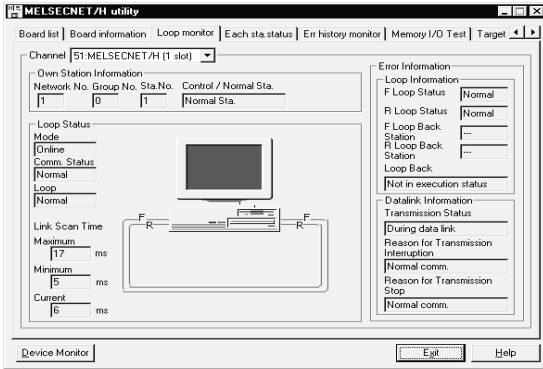 MELSECNET/H utility
Board list Board information Loop monitor Each sta.status Err history monitor Memory I/O Test Target
Channel 51:MELSECNET/H (1 slot)
Own Station Information
Network No. Group No. Sta.No. Control / Normal Sta.
1 0 1 Normal Sta.
Loop Status
Mode
Online
Comm. Status
Normal
Loop
Normal
Link Scan Time
Maximum
17 ms
Minimum
5 ms
Current
6 ms
F R F R
Error Information
Loop Information
F Loop Status Normal
R Loop Status Normal
F Loop Back
Station ---
R Loop Back
Station ---
Loop Back
Not in execution status
Datalink Information
Transmission Status
During data link
Reason for Transmission
Interruption
Normal comm.
Reason for Transmission
Stop
Normal comm.
Device Monitor Exit Help